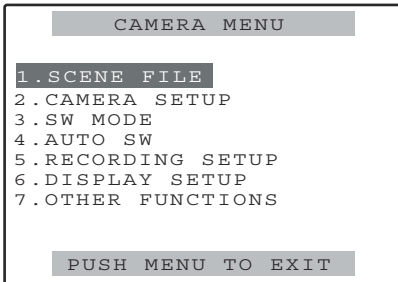 CAMERA MENU
1.SCENE FILE
2.CAMERA SETUP
3.SW MODE
4.AUTO SW
5.RECORDING SETUP
6.DISPLAY SETUP
7.OTHER FUNCTIONS
PUSH MENU TO EXIT